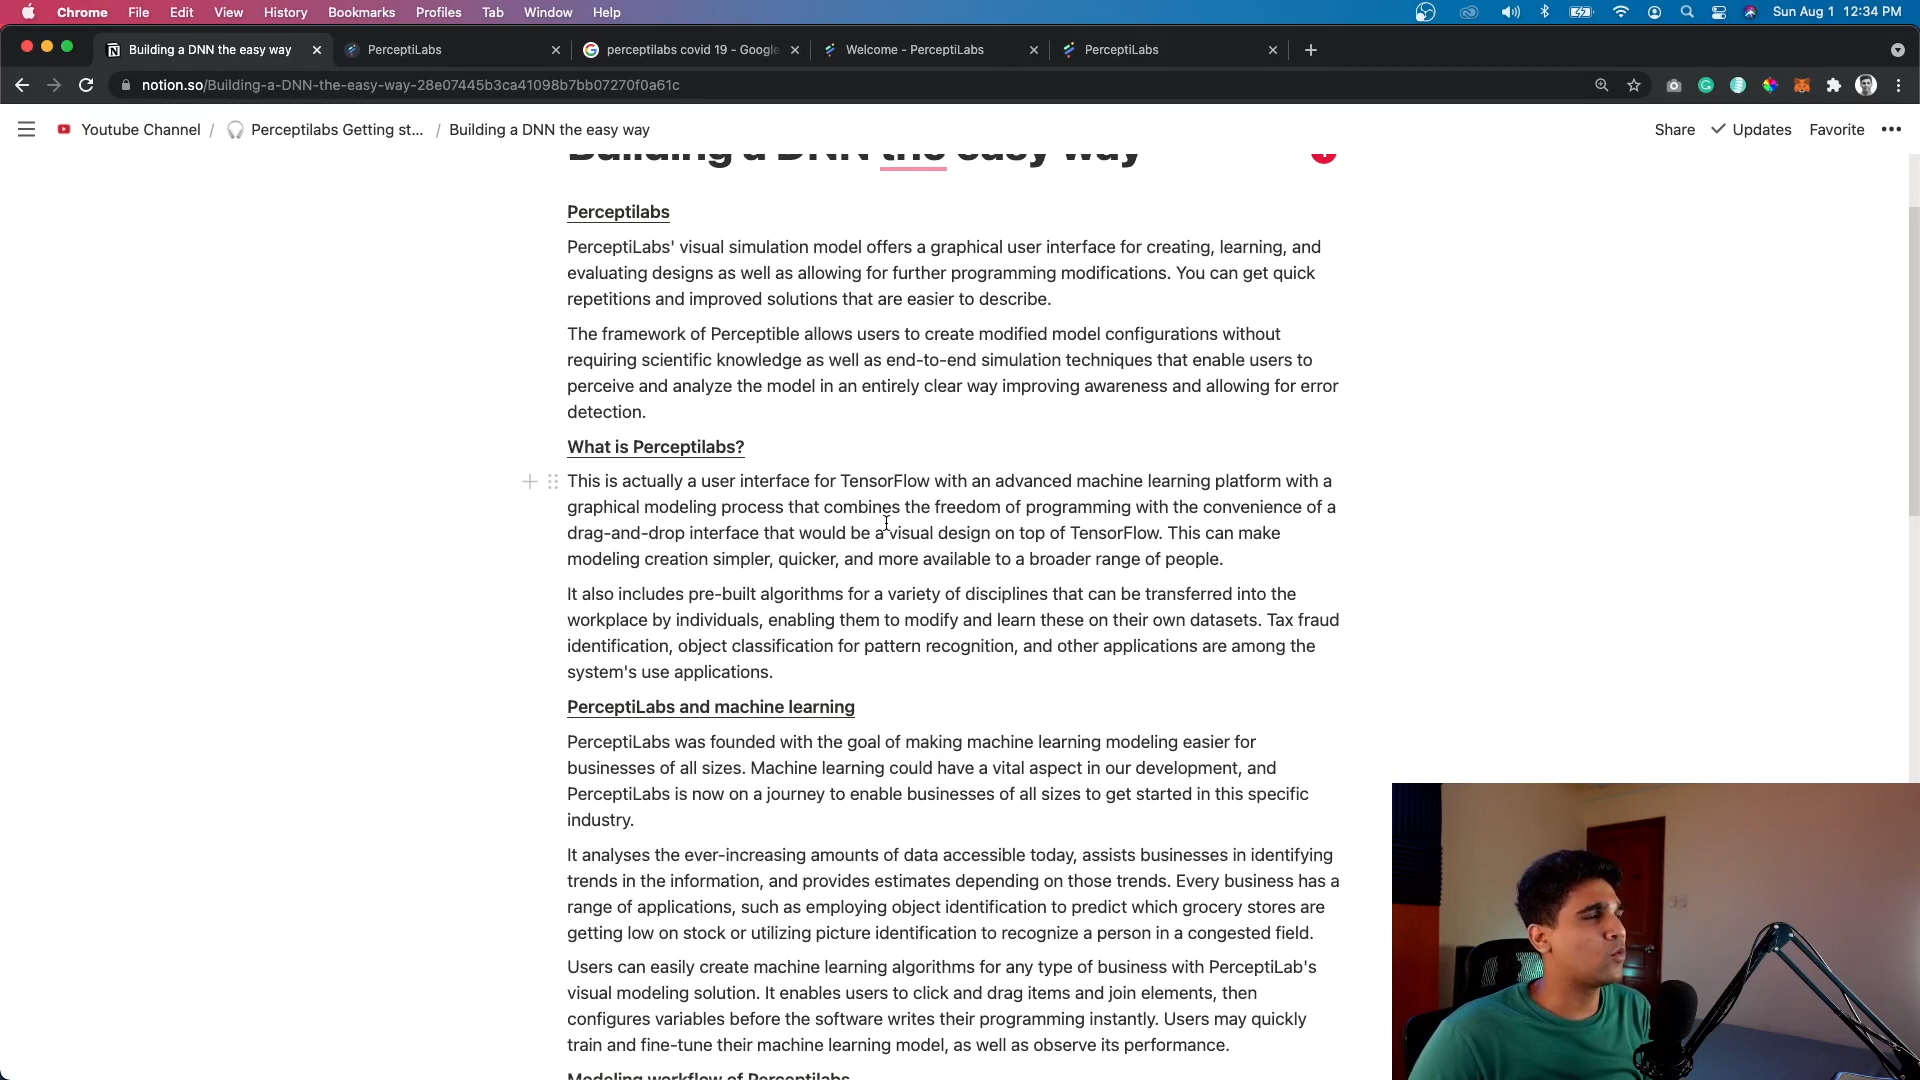 Chrome File Edit View History Bookmarks Profiles Tab Window Help Sun Aug 1 12:34 PM
Building a DNN the easy way PerceptiLabs perceptilabs covid 19 - Google Welcome - PerceptiLabs PerceptiLabs
notion.so/Building-a-DNN-the-easy-way-28e07445b3ca41098b7bb07270f0a61c
Youtube Channel / Perceptilabs Getting st... / Building a DNN the easy way Share Updates Favorite
Building a DNN the easy way
Perceptilabs
PerceptiLabs' visual simulation model offers a graphical user interface for creating, learning, and
evaluating designs as well as allowing for further programming modifications. You can get quick
repetitions and improved solutions that are easier to describe.
The framework of Perceptible allows users to create modified model configurations without
requiring scientific knowledge as well as end-to-end simulation techniques that enable users to
perceive and analyze the model in an entirely clear way improving awareness and allowing for error
detection.
What is Perceptilabs?
This is actually a user interface for TensorFlow with an advanced machine learning platform with a
graphical modeling process that combines the freedom of programming with the convenience of a
drag-and-drop interface that would be a visual design on top of TensorFlow. This can make
modeling creation simpler, quicker, and more available to a broader range of people.
It also includes pre-built algorithms for a variety of disciplines that can be transferred into the
workplace by individuals, enabling them to modify and learn these on their own datasets. Tax fraud
identification, object classification for pattern recognition, and other applications are among the
system's use applications.
PerceptiLabs and machine learning
PerceptiLabs was founded with the goal of making machine learning modeling easier for
businesses of all sizes. Machine learning could have a vital aspect in our development, and
PerceptiLabs is now on a journey to enable businesses of all sizes to get started in this specific
industry.
It analyses the ever-increasing amounts of data accessible today, assists businesses in identifying
trends in the information, and provides estimates depending on those trends. Every business has a
range of applications, such as employing object identification to predict which grocery stores are
getting low on stock or utilizing picture identification to recognize a person in a congested field.
Users can easily create machine learning algorithms for any type of business with PerceptiLab's
visual modeling solution. It enables users to click and drag items and join elements, then
configures variables before the software writes their programming instantly. Users may quickly
train and fine-tune their machine learning model, as well as observe its performance.
Modeling workflow of Perceptilabs